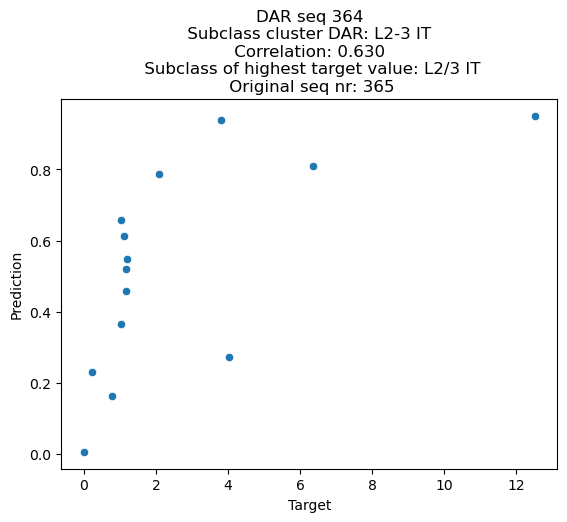 DAR seq 364
Subclass cluster DAR: L2-3 IT
Correlation: 0.630
Subclass of highest target value: L2/3 IT
Original seq nr: 365
0.8
0.6
0.4
0.2
0.0
Prediction
0 2 4 6 8 10 12
Target